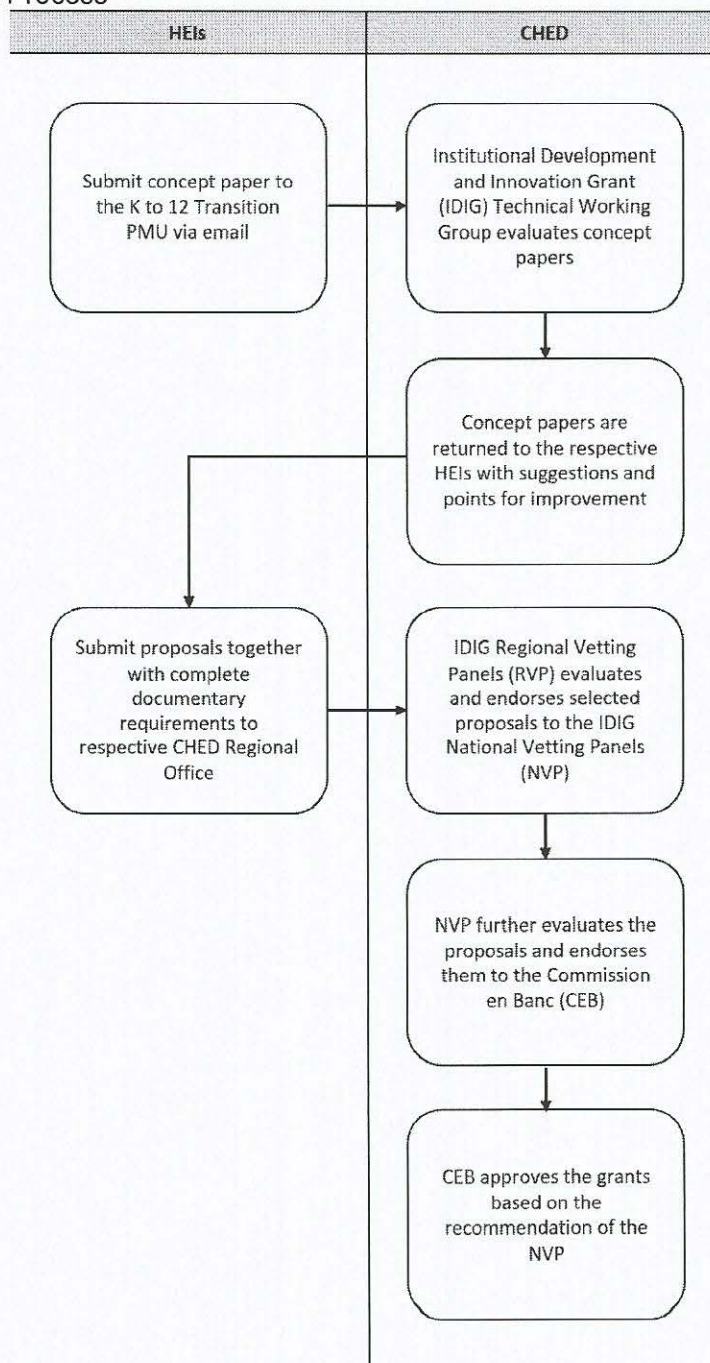 HEIs
CHED
Submit concept paper to
the K to 12 Transition
PMU via email
Institutional Development
and Innovation Grant
(IDIG) Technical Working
Group evaluates concept
papers
Concept papers are
returned to the respective
HEIs with suggestions and
points for improvement
Submit proposals together
with complete
documentary
requirements to
respective CHED Regional
Office
IDIG Regional Vetting
Panels (RVP) evaluates
and endorses selected
proposals to the IDIG
National Vetting Panels
(NVP)
NVP further evaluates the
proposals and endorses
them to the Commission
en Banc (CEB)
CEB approves the grants
based on the
recommendation of the
NVP